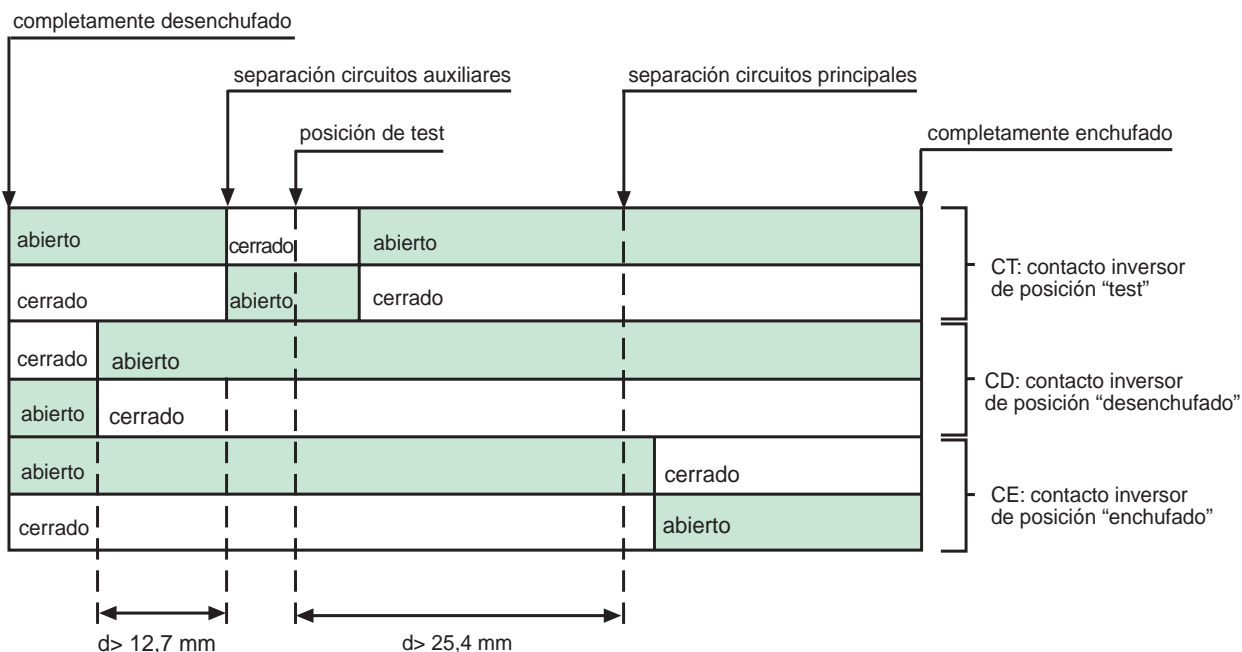 completamente desenchufado
separación circuitos auxiliares
separación circuitos principales
posición de test
completamente enchufado
abierto
cerrado
abierto
cerrado
abierto
cerrado
CT: contacto inversor
de posición “test”
cerrado
abierto
abierto
cerrado
CD: contacto inversor
de posición “desenchufado”
abierto
cerrado
cerrado
abierto
CE: contacto inversor
de posición “enchufado”
d> 12,7 mm
d> 25,4 mm